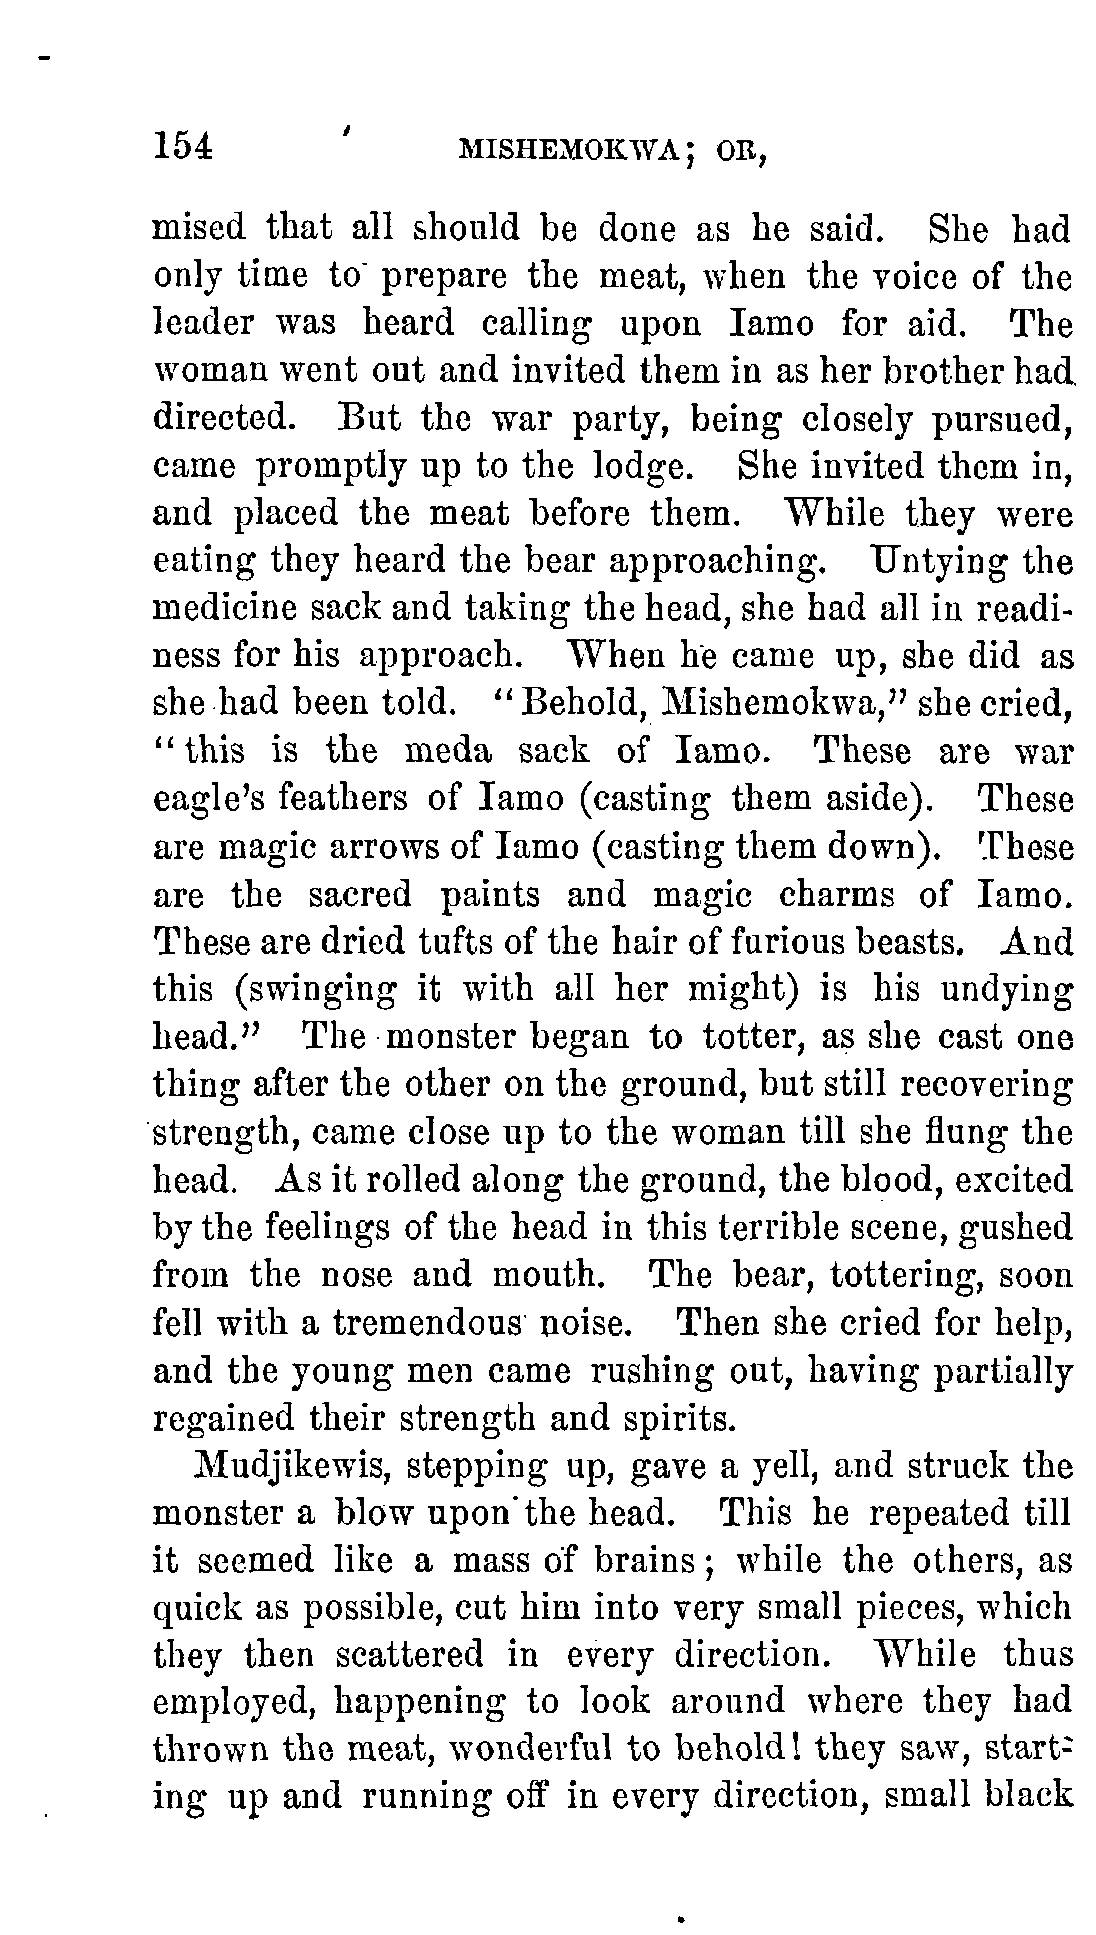 154 MISHEMOKWA; OR,
mised that all should be done as he said. She had
only time to prepare the meat, when the voice of the
leader was heard calling upon Iamo for aid. The
woman went out and invited them in as her brother had
directed. But the war party, being closely pursued,
came promptly up to the lodge. She invited them in,
and placed the meat before them. While they were
eating they heard the bear approaching. Untying the
medicine sack and taking the head, she had all in readi-
ness for his approach. When he came up, she did as
she had been told. "Behold, Mishemokwa," she cried,
"this is the meda sack of Iamo. These are war
eagle's feathers of Iamo (casting them aside). These
are magic arrows of Iamo (casting them down). These
are the sacred paints and magic charms of Iamo.
These are dried tufts of the hair of furious beasts. And
this (swinging it with all her might) is his undying
head." The monster began to totter, as she cast one
thing after the other on the ground, but still recovering
strength, came close up to the woman till she flung the
head. As it rolled along the ground, the blood, excited
by the feelings of the head in this terrible scene, gushed
from the nose and mouth. The bear, tottering, soon
fell with a tremendous noise. Then she cried for help,
and the young men came rushing out, having partially
regained their strength and spirits.
Mudjikewis, stepping up, gave a yell, and struck the
monster a blow upon the head. This he repeated till
it seemed like a mass of brains; while the others, as
quick as possible, cut him into very small pieces, which
they then scattered in every direction. While thus
employed, happening to look around where they had
thrown the meat, wonderful to behold! they saw, start-
ing up and running off in every direction, small black